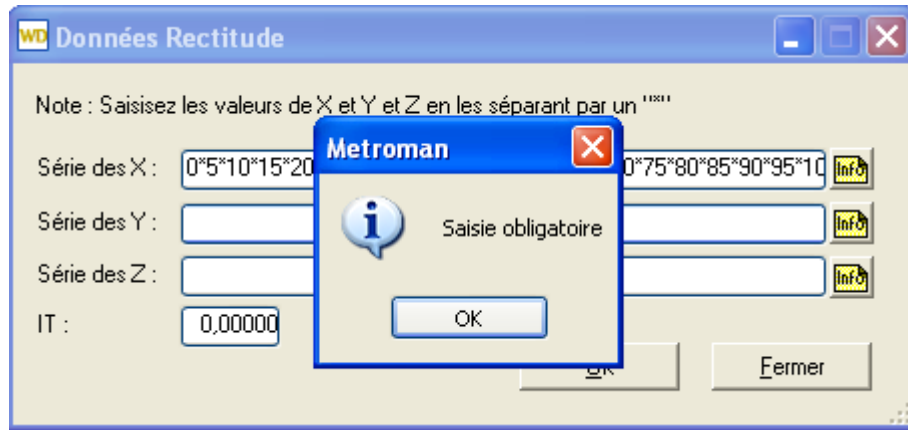 WD Données Rectitude
Note : Saisisez les valeurs de X et Y et Z en les séparant par un "*"
Metroman
Série des X : 0*5*10*15*20 0*75*80*85*90*95*10 Info
Saisie obligatoire
Série des Y : Info
Série des Z : Info
OK
IT : 0,00000
OK Fermer